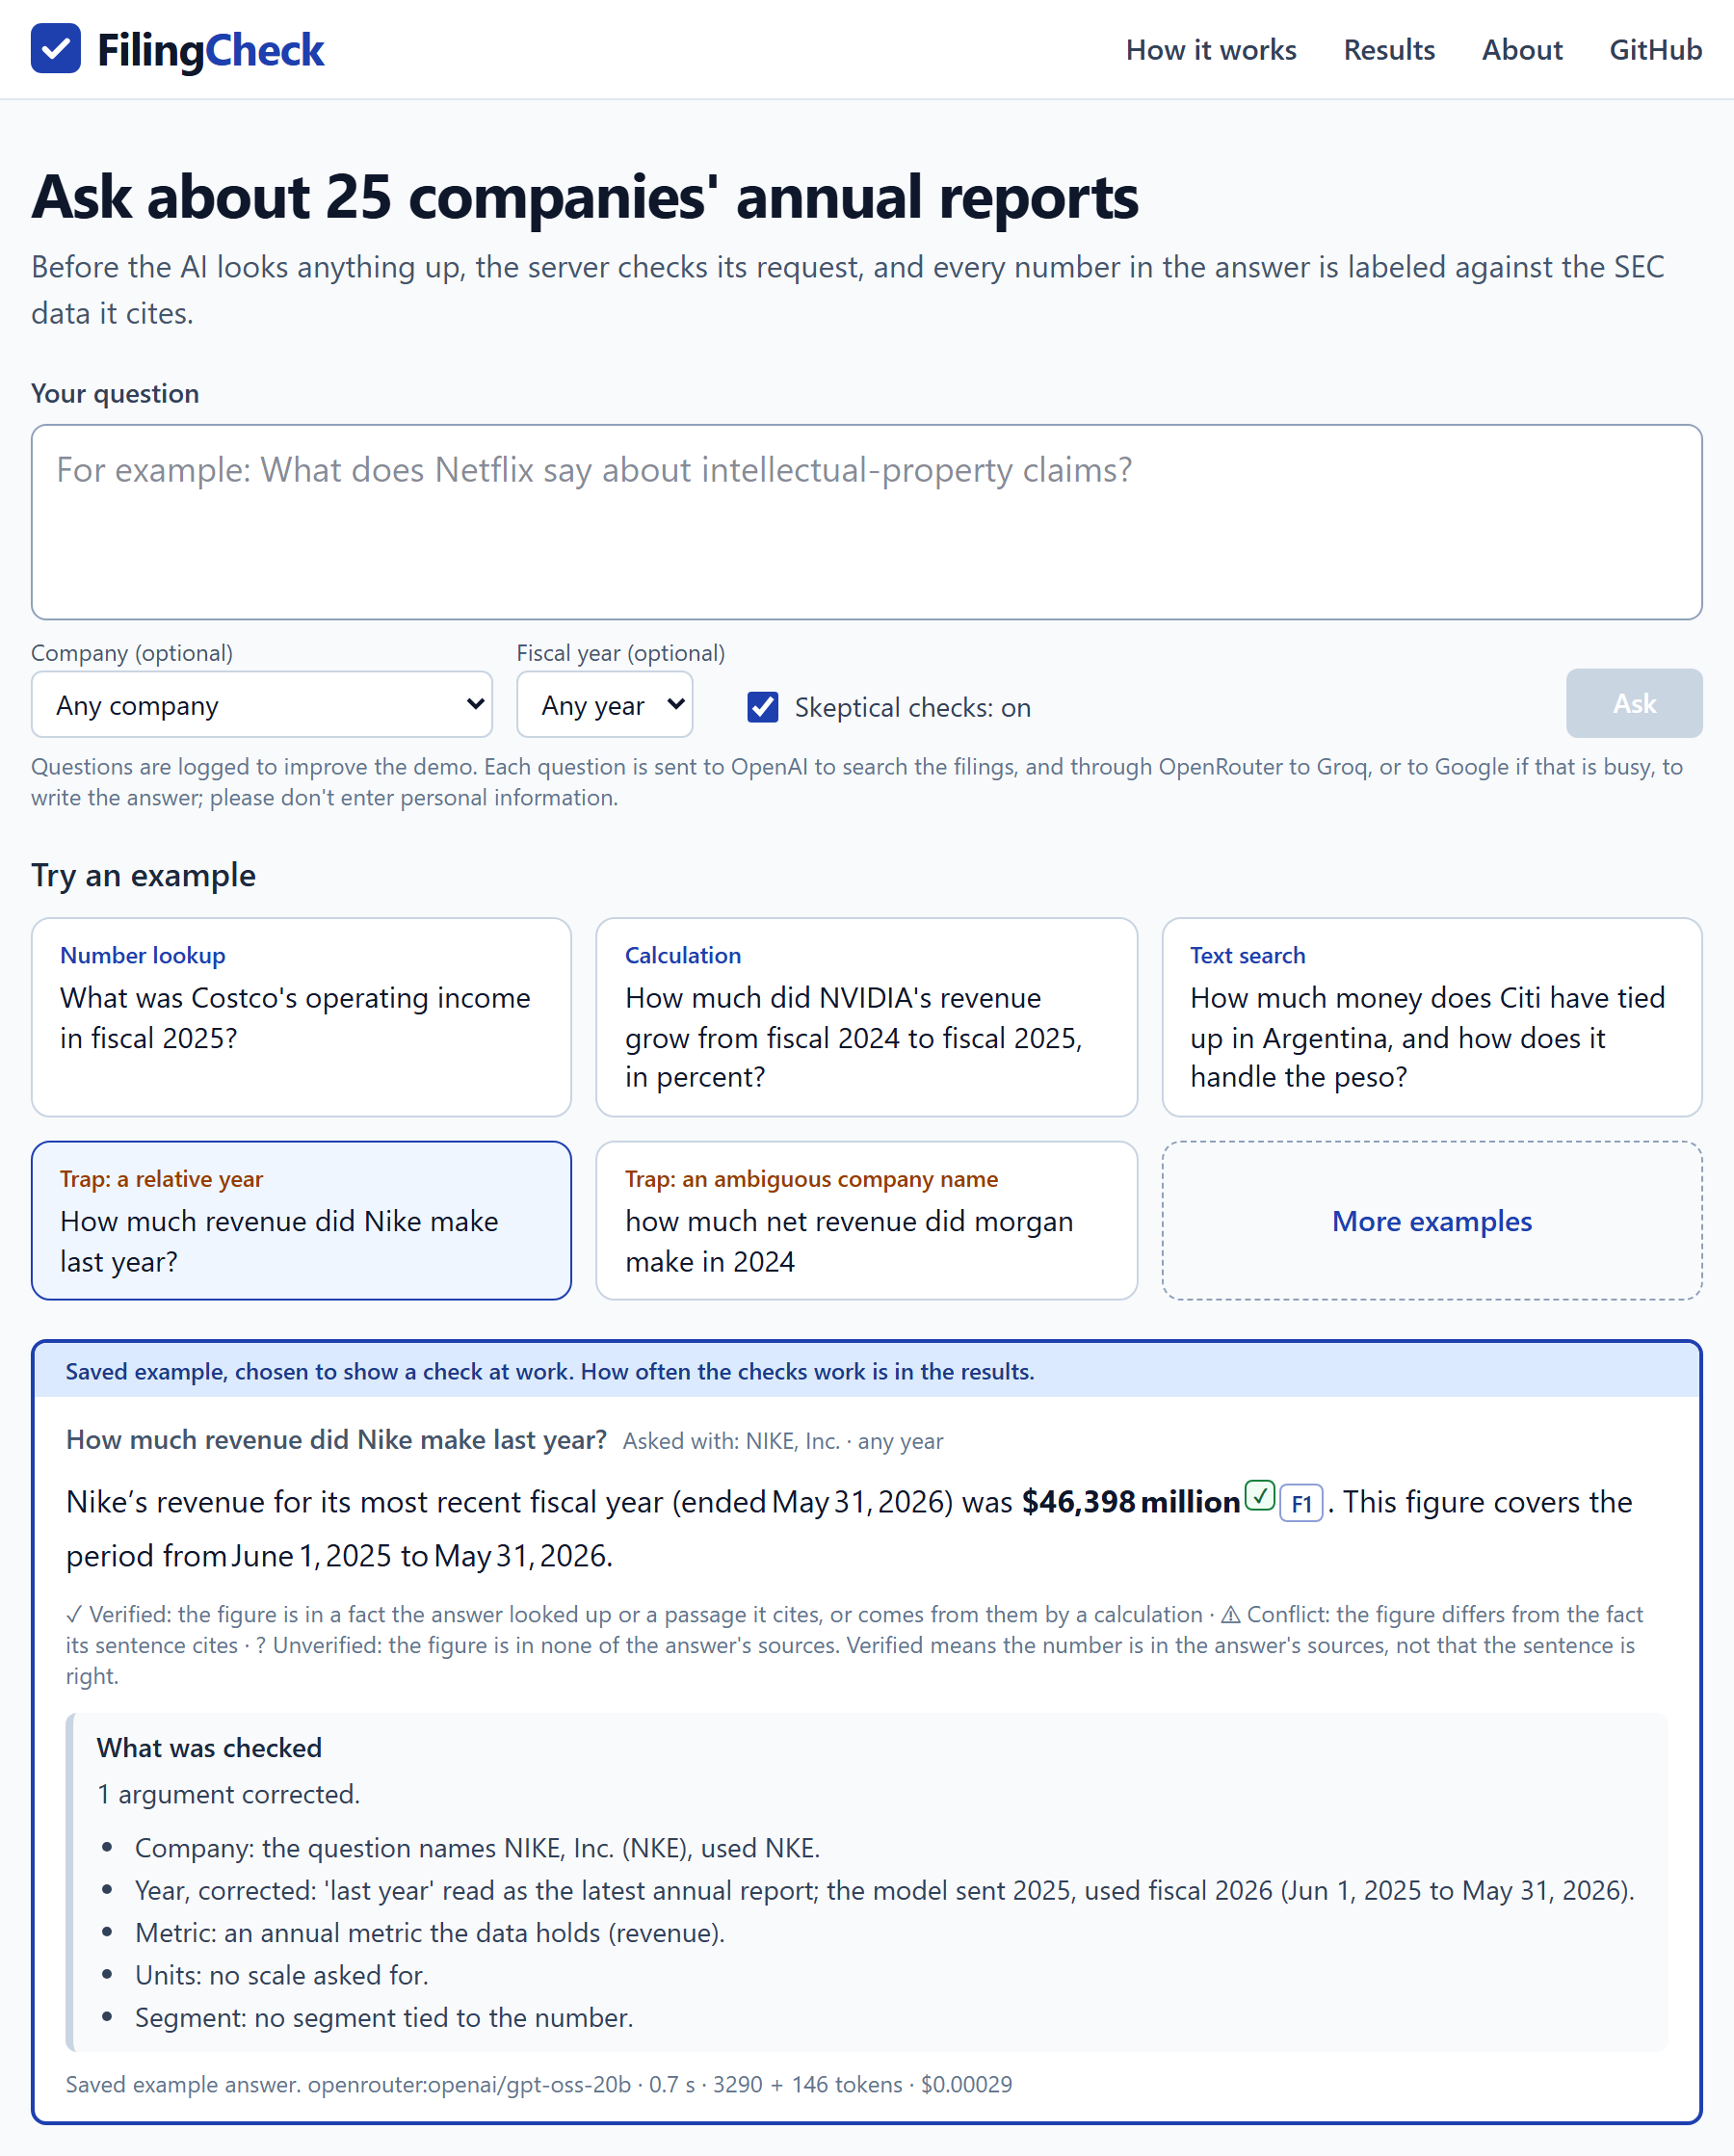 FilingCheck
How it works
Results
About
GitHub
Ask about 25 companies' annual reports
Before the AI looks anything up, the server checks its request, and every number in the answer is labeled against the SEC
data it cites.
Your question
For example: What does Netflix say about intellectual-property claims?
Company (optional)
Fiscal year (optional)
Any company
Any year
Skeptical checks: on
Ask
Questions are logged to improve the demo. Each question is sent to OpenAI to search the filings, and through OpenRouter to Groq, or to Google if that is busy, to
write the answer; please don't enter personal information.
Try an example
Number lookup
What was Costco's operating income
in fiscal 2025?
Calculation
How much did NVIDIA's revenue
grow from fiscal 2024 to fiscal 2025,
in percent?
Text search
How much money does Citi have tied
up in Argentina, and how does it
handle the peso?
Trap: a relative year
How much revenue did Nike make
last year?
Trap: an ambiguous company name
how much net revenue did morgan
make in 2024
More examples
Saved example, chosen to show a check at work. How often the checks work is in the results.
How much revenue did Nike make last year? Asked with: NIKE, Inc. · any year
Nike’s revenue for its most recent fiscal year (ended May 31, 2026) was $46,398 million ✓ F1 . This figure covers the
period from June 1, 2025 to May 31, 2026.
✓ Verified: the figure is in a fact the answer looked up or a passage it cites, or comes from them by a calculation · ⚠ Conflict: the figure differs from the fact
its sentence cites · ? Unverified: the figure is in none of the answer's sources. Verified means the number is in the answer's sources, not that the sentence is
right.
What was checked
1 argument corrected.
• Company: the question names NIKE, Inc. (NKE), used NKE.
• Year, corrected: 'last year' read as the latest annual report; the model sent 2025, used fiscal 2026 (Jun 1, 2025 to May 31, 2026).
• Metric: an annual metric the data holds (revenue).
• Units: no scale asked for.
• Segment: no segment tied to the number.
Saved example answer. openrouter:openai/gpt-oss-20b · 0.7 s · 3290 + 146 tokens · $0.00029